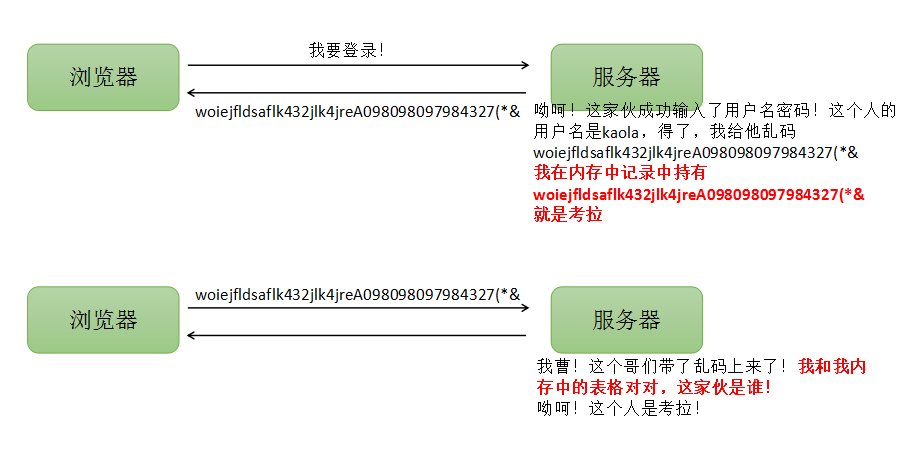 我要登录！
浏览器
服务器
woiejfldsaflk432jlk4jreA098098097984327(*&
呦呵！这家伙成功输入了用户名密码！这个人的
用户名是kaola，得了，我给他乱码
woiejfldsaflk432jlk4jreA098098097984327(*&
我在内存中记录中持有
woiejfldsaflk432jlk4jreA098098097984327(*&
就是考拉
woiejfldsaflk432jlk4jreA098098097984327(*&
浏览器
服务器
我曹！这个哥们带了乱码上来了！我和我内
存中的表格对对，这家伙是谁！
呦呵！这个人是考拉！